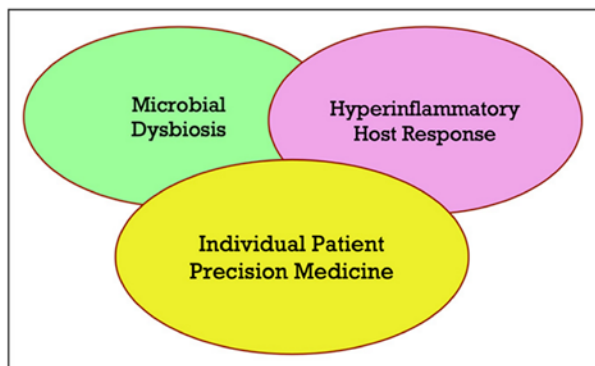 Microbial
Dysbiosis
Hyperinflammatory
Host Response
Individual Patient
Precision Medicine